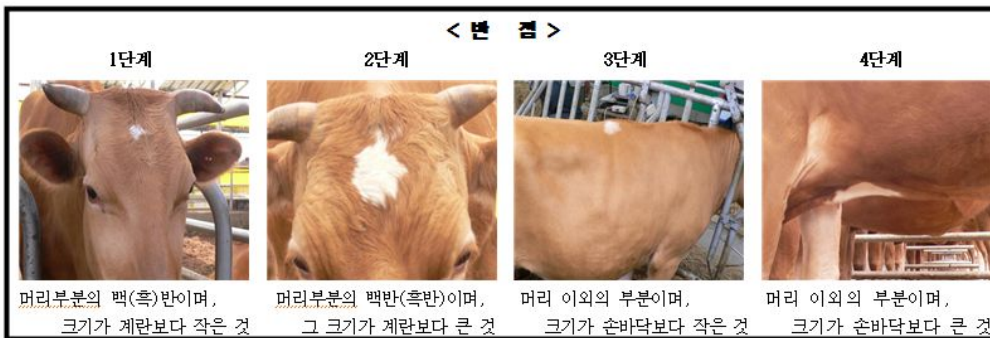 < 반 점 >
1단계 2단계 3단계 4단계
머리부분의 백(흑)반이며,
크기가 계란보다 작은 것
머리부분의 백반(흑반)이며,
그 크기가 계란보다 큰 것
머리 이외의 부분이며,
크기가 손바닥보다 작은 것
머리 이외의 부분이며,
크기가 손바닥보다 큰 것